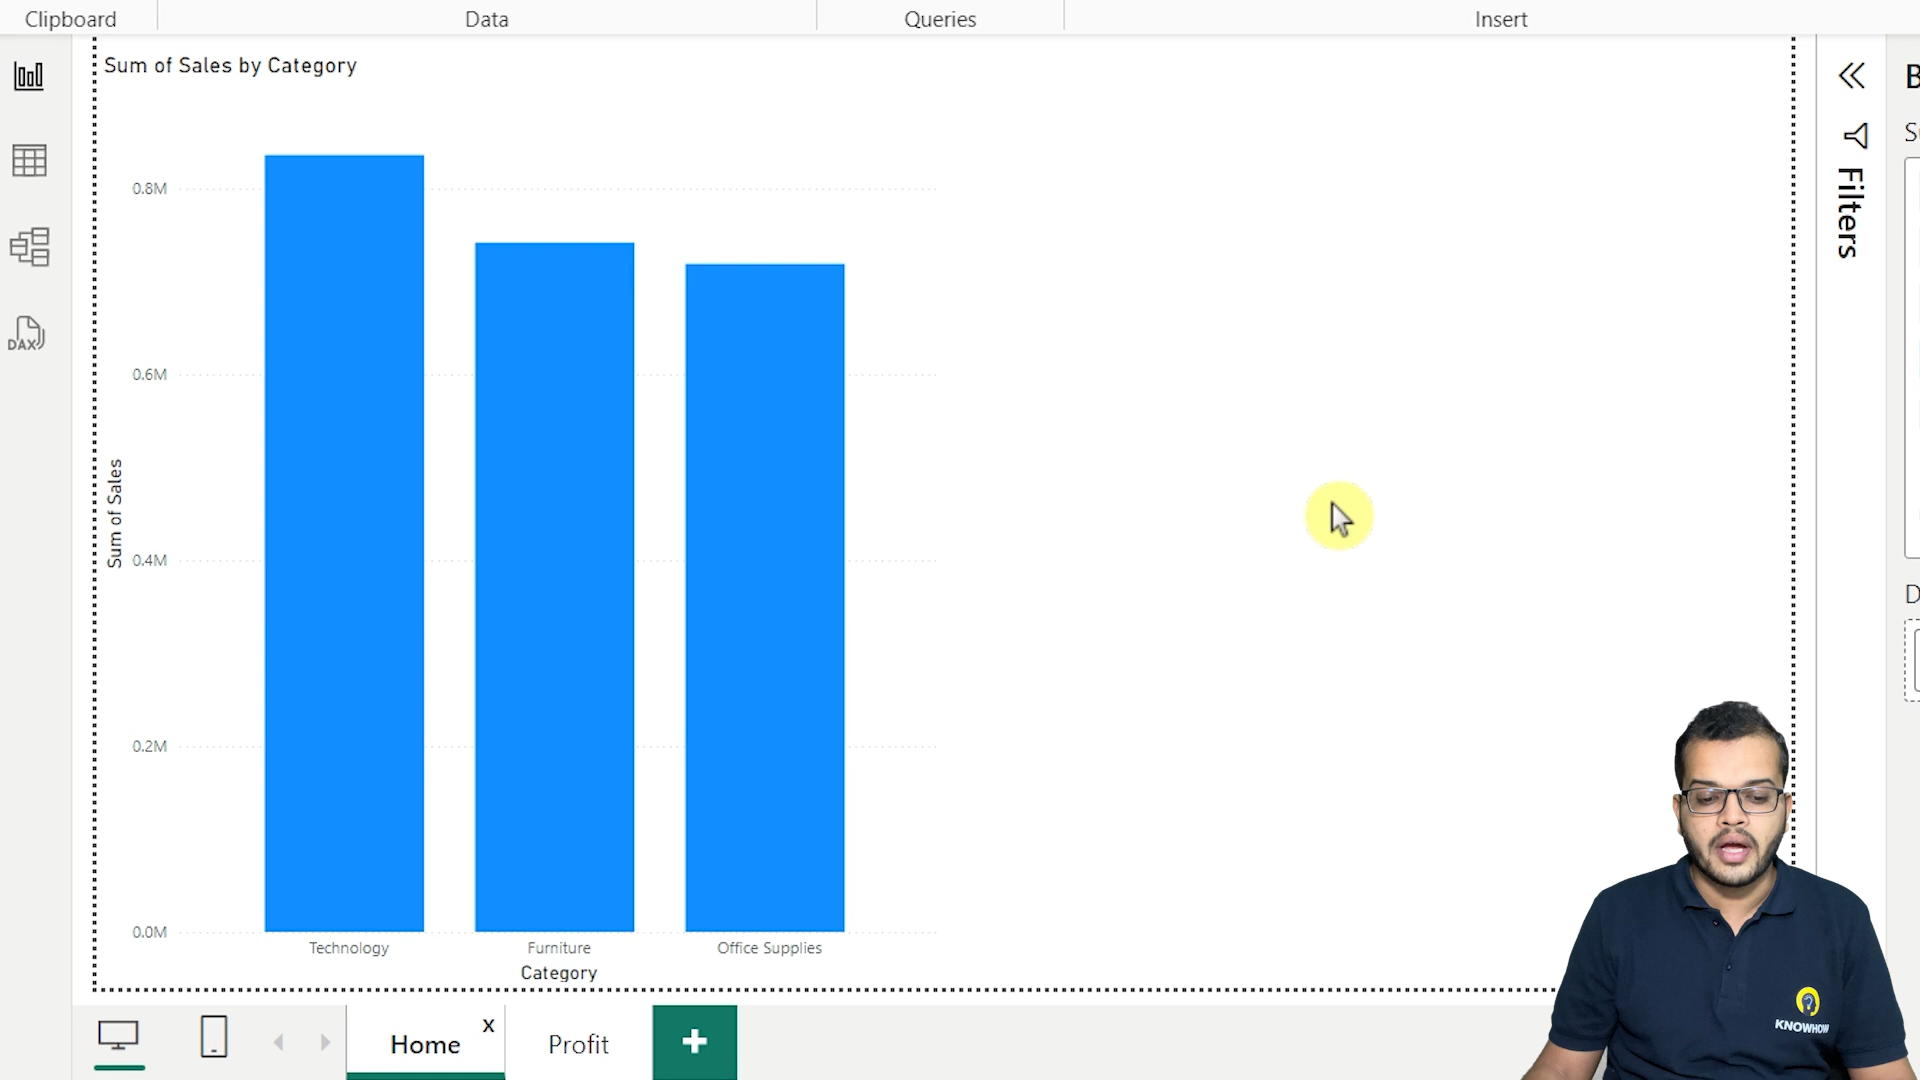 Clipboard
Data
Queries
Insert
Sum of Sales by Category
0.8M
0.6M
0.4M
0.2M
0.0M
Sum of Sales
Technology
Furniture
Office Supplies
Category
DAX
Filters
Home
x
Profit
+
KNOWHOW